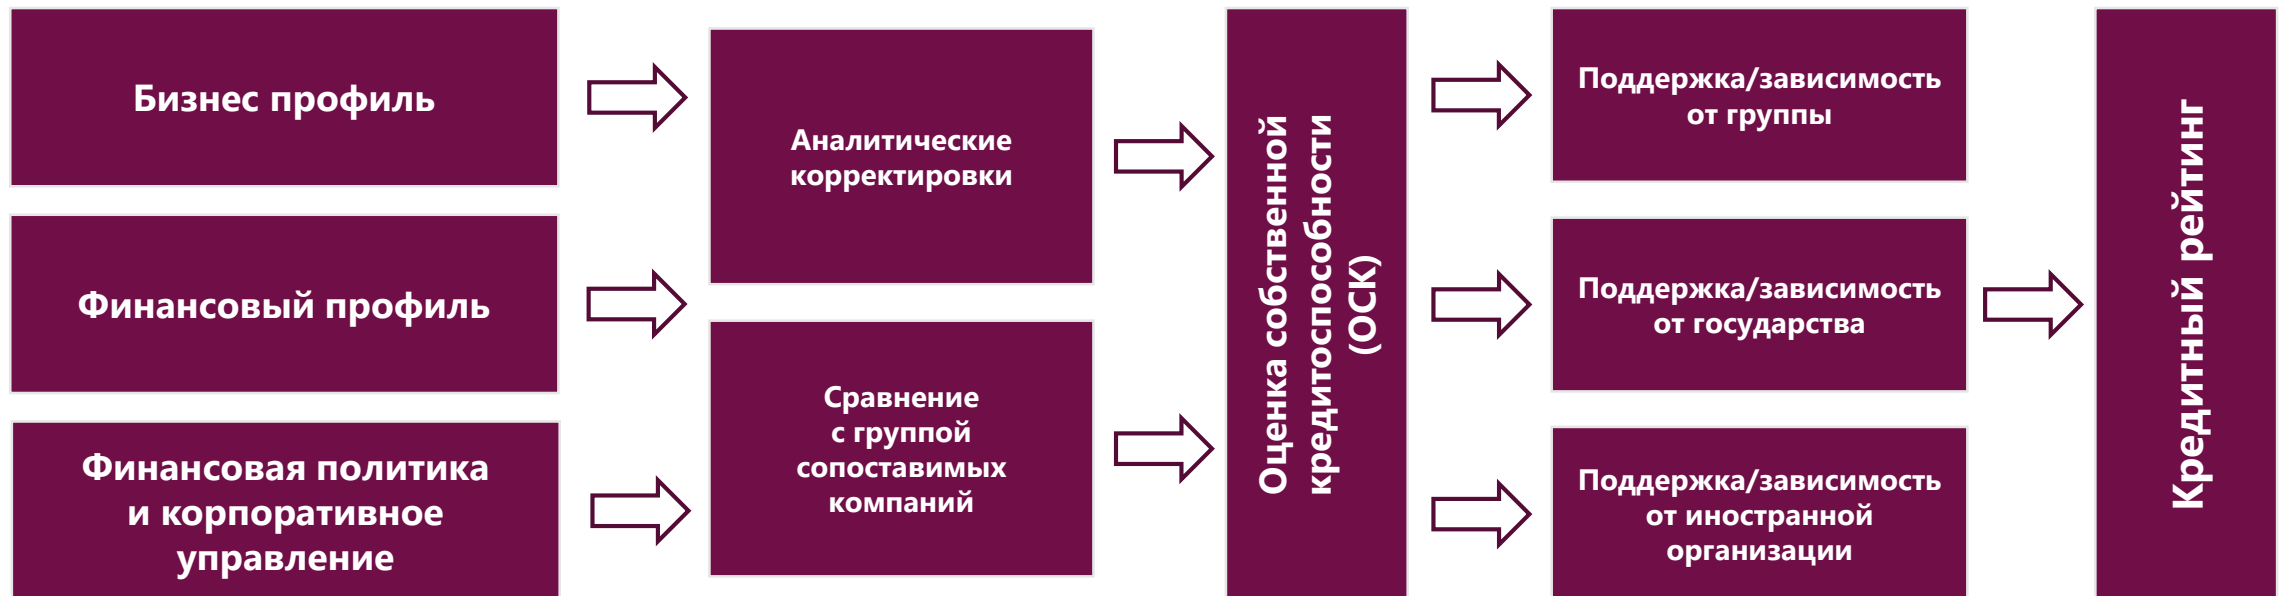 Бизнес профиль
Финансовый профиль
Финансовая политика
и корпоративное
управление
Аналитические
корректировки
Сравнение
с группой
сопоставимых
компаний
Оценка собственной
кредитоспособности
(ОСК)
Поддержка/зависимость
от группы
Поддержка/зависимость
от государства
Поддержка/зависимость
от иностранной
организации
Кредитный рейтинг